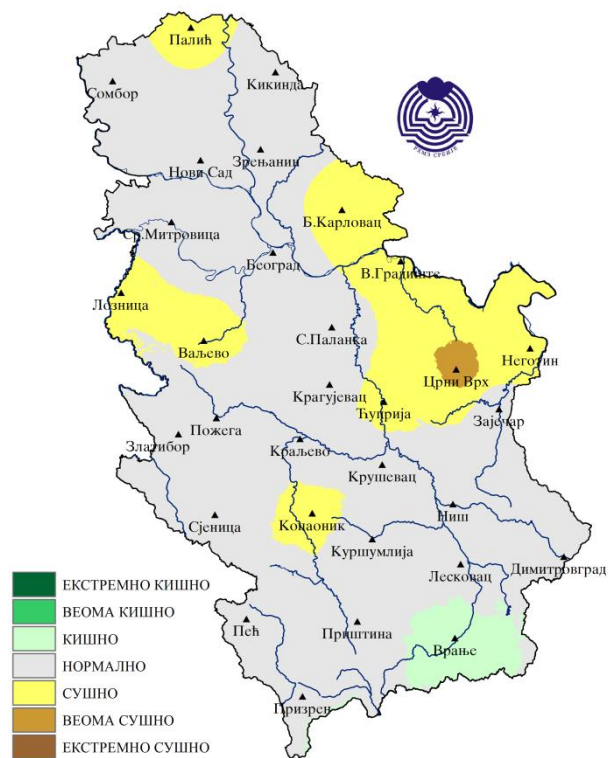 Палић
Сомбор
Кикинда
РХМЗ СРБИЈЕ
Нови Сад
Зрењанин
Б.Карловац
р.Митровица
Београд
В.Градиште
Лозница
Ваљево
С.Паланка
Неготин
Црни Врх
Крагујевац
Ћуприја
Зајечар
Пожега
Златибор
Краљево
Крушевац
Ниш
Сјеница
Копаоник
Куршумлија
Димитровград
Лесковац
Пећ
Приштина
Врање
Призрен
ЕКСТРЕМНО КИШНО
ВЕОМА КИШНО
КИШНО
НОРМАЛНО
СУШНО
ВЕОМА СУШНО
ЕКСТРЕМНО СУШНО